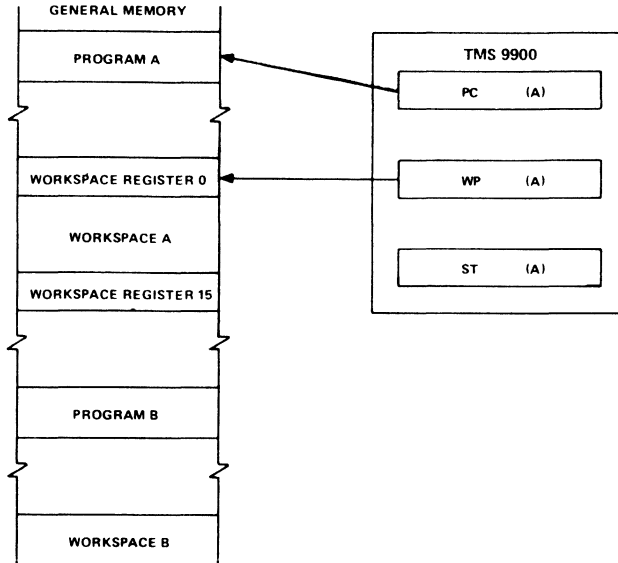 GENERAL MEMORY
PROGRAM A
WORKSPACE REGISTER 0
WORKSPACE A
WORKSPACE REGISTER 15
PROGRAM B
WORKSPACE B
TMS 9900
PC (A)
WP (A)
ST (A)